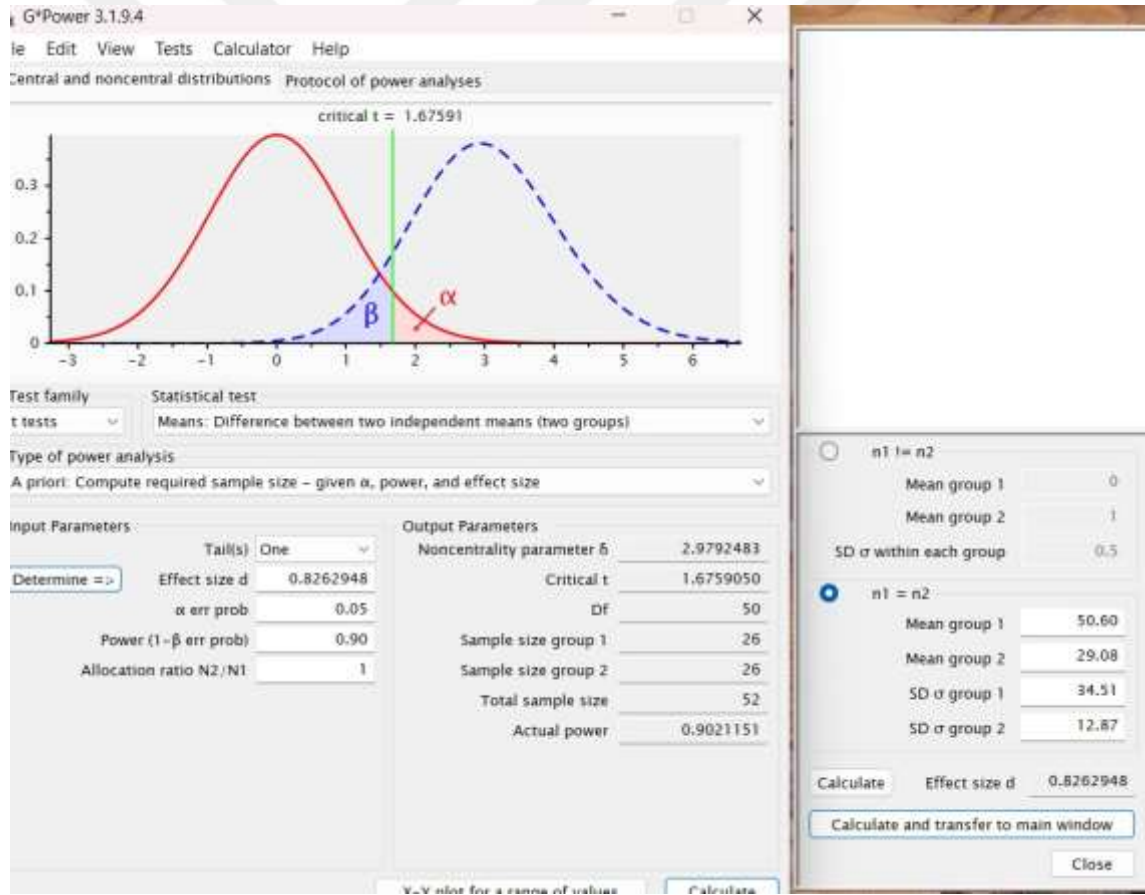 G*Power 3.1.9.4
le Edit View Tests Calculator Help
Central and noncentral distributions Protocol of power analyses
critical t = 1.67591
0.3
0.2
0.1
0
β
α
-3 -2 -1 0 1 2 3 4 5 6
Test family Statistical test
t tests Means: Difference between two independent means (two groups)
Type of power analysis
A priori: Compute required sample size – given α, power, and effect size
Input Parameters
Tail(s) One
Determine => Effect size d 0.8262948
α err prob 0.05
Power (1-β err prob) 0.90
Allocation ratio N2/N1 1
Output Parameters
Noncentrality parameter δ 2.9792483
Critical t 1.6759050
Df 50
Sample size group 1 26
Sample size group 2 26
Total sample size 52
Actual power 0.9021151
X-Y plot for a range of values Calculate
n1 != n2
Mean group 1 0
Mean group 2 1
SD σ within each group 0.5
n1 = n2
Mean group 1 50.60
Mean group 2 29.08
SD σ group 1 34.51
SD σ group 2 12.87
Calculate Effect size d 0.8262948
Calculate and transfer to main window
Close